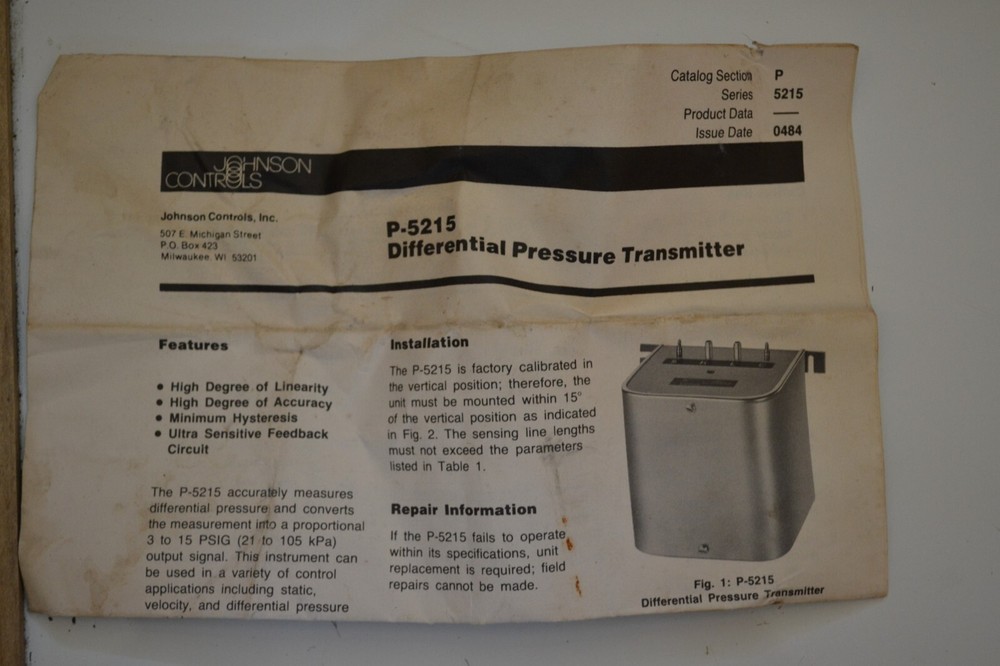 Catalog Section P
Series 5215
Product Data —
Issue Date 0484
JOHNSON
CONTROLS
Johnson Controls, Inc.
507 E. Michigan Street
P.O. Box 423
Milwaukee, WI 53201
P-5215
Differential Pressure Transmitter
Features
● High Degree of Linearity
● High Degree of Accuracy
● Minimum Hysteresis
● Ultra Sensitive Feedback
Circuit
The P-5215 accurately measures
differential pressure and converts
the measurement into a proportional
3 to 15 PSIG (21 to 105 kPa)
output signal. This instrument can
be used in a variety of control
applications including static,
velocity, and differential pressure
Installation
The P-5215 is factory calibrated in
the vertical position; therefore, the
unit must be mounted within 15°
of the vertical position as indicated
in Fig. 2. The sensing line lengths
must not exceed the parameters
listed in Table 1.
Repair Information
If the P-5215 fails to operate
within its specifications, unit
replacement is required; field
repairs cannot be made.
Fig. 1: P-5215
Differential Pressure Transmitter